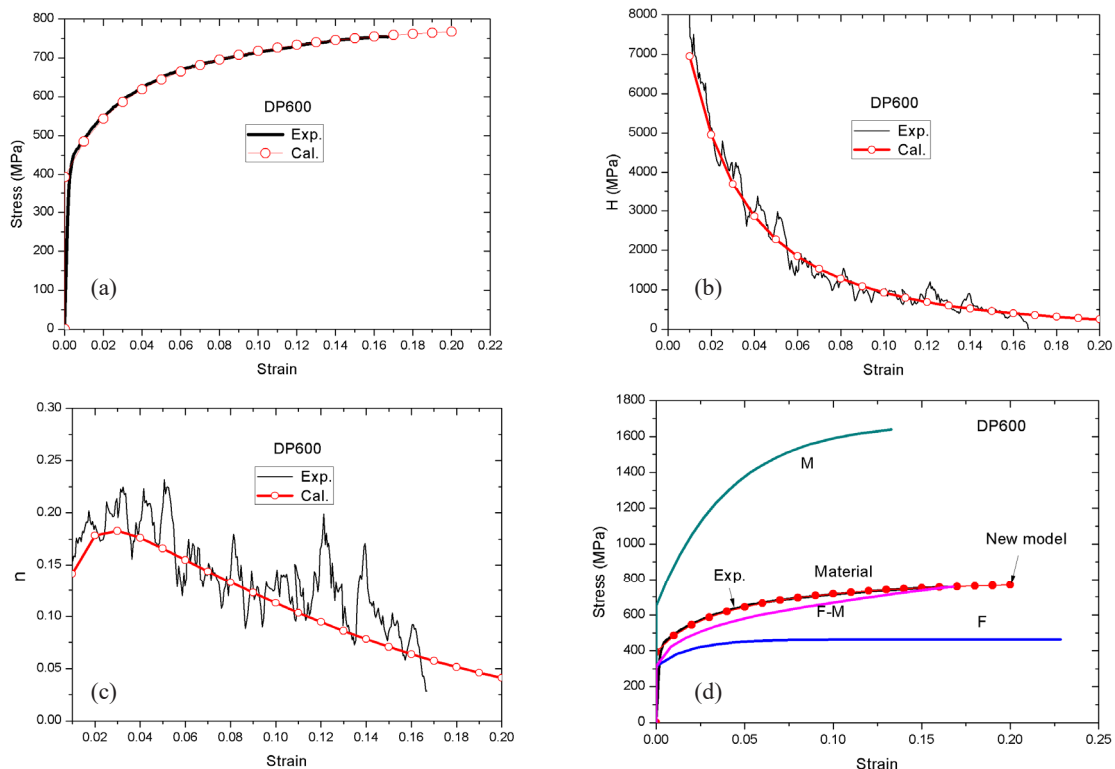 800
700
600
500
400
300
200
100
0
Stress (MPa)
DP600
Exp.
Cal.
(a)
0.00 0.02 0.04 0.06 0.08 0.10 0.12 0.14 0.16 0.18 0.20 0.22
Strain
8000
7000
6000
5000
4000
3000
2000
1000
0
H (MPa)
DP600
Exp.
Cal.
(b)
0.00 0.02 0.04 0.06 0.08 0.10 0.12 0.14 0.16 0.18 0.20
Strain
0.30
0.25
0.20
0.15
0.10
0.05
0.00
n
DP600
Exp.
Cal.
(c)
0.02 0.04 0.06 0.08 0.10 0.12 0.14 0.16 0.18 0.20
Strain
1800
1600
1400
1200
1000
800
600
400
200
0
Stress (MPa)
DP600
M
New model
Exp.
Material
F-M
F
(d)
0.00 0.05 0.10 0.15 0.20 0.25
Strain